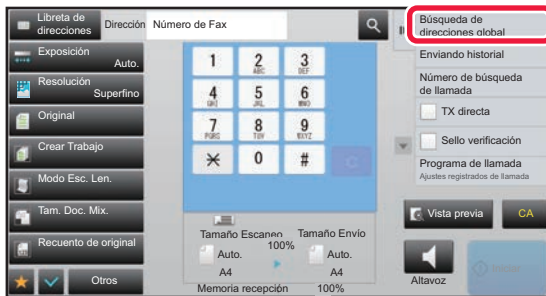 Libreta de
direcciones
Dirección
Número de Fax
Exposición
Auto.
Resolución
Superfino
Original
Crear Trabajo
Modo Esc. Len.
Tam. Doc. Mix.
Recuento de original
Otros
1
2
ABC
3
DEF
4
GHI
5
JKL
6
MNO
7
PQRS
8
TUV
9
WXYZ
0
#
C
Tamaño Escaneo
100%
Tamaño Envío
Auto.
A4
Auto.
A4
Memoria recepción
100%
Búsqueda de
direcciones global
Enviando historial
Número de búsqueda
de llamada
TX directa
Sello verificación
Programa de llamada
Ajustes registrados de llamada
Vista previa
CA
Altavoz
Iniciar